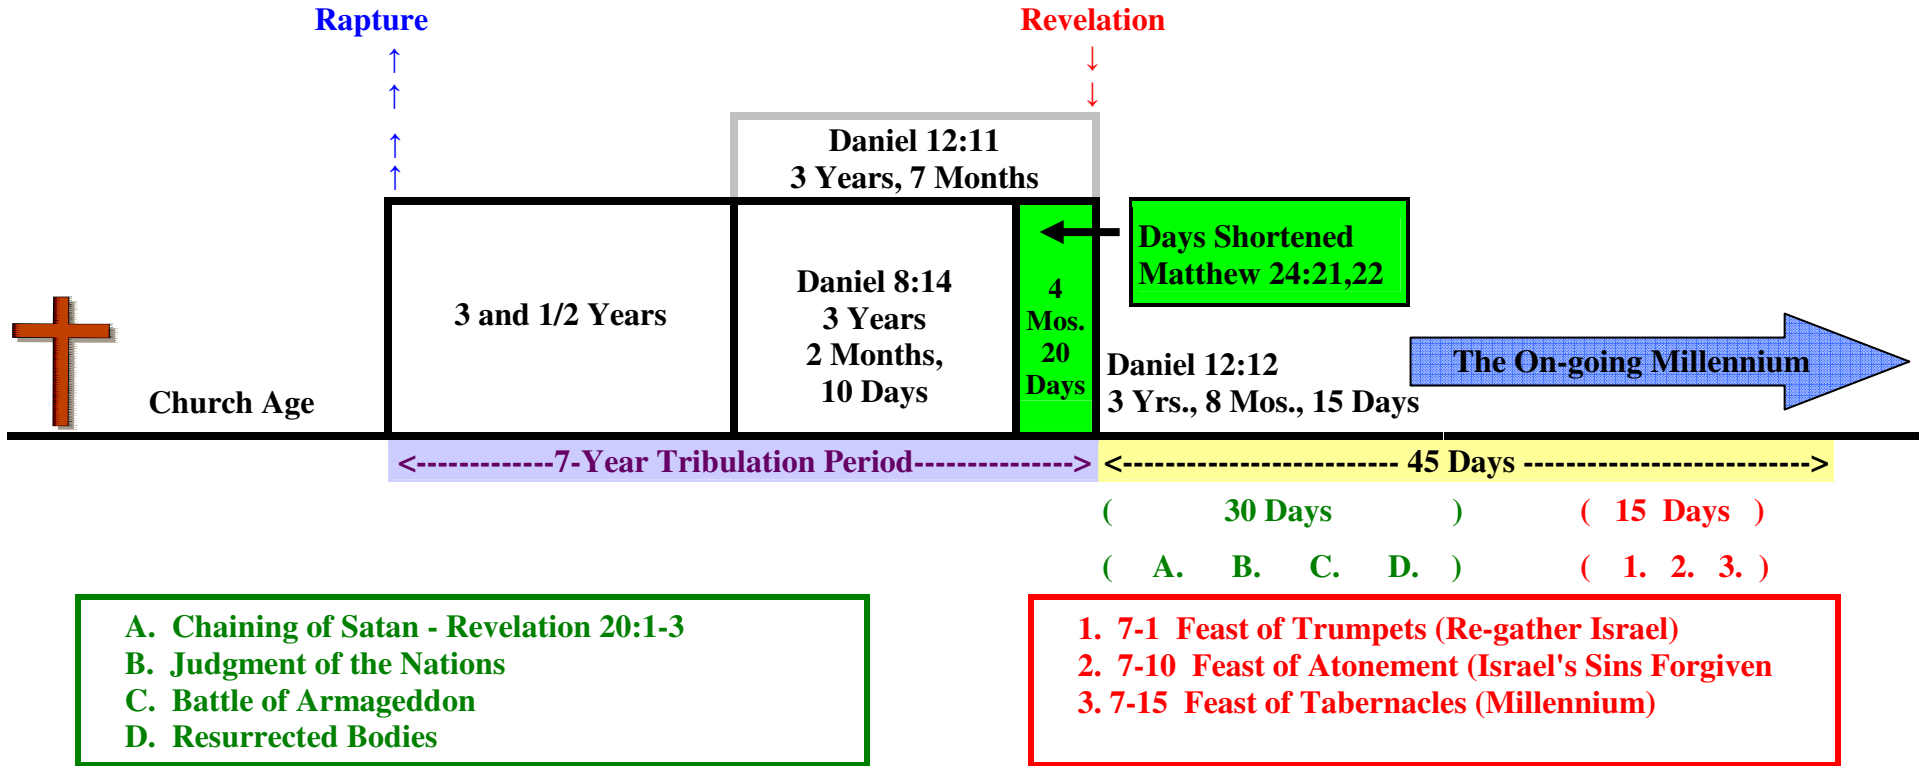 Rapture
Revelation
↑
↑
↑
↑
↓
↓
Daniel 12:11
3 Years, 7 Months
Days Shortened
Matthew 24:21,22
3 and 1/2 Years
Daniel 8:14
3 Years
2 Months,
10 Days
4
Mos.
20
Days
Daniel 12:12
3 Yrs., 8 Mos., 15 Days
The On-going Millennium
Church Age
<-------------7-Year Tribulation Period--------------->
<-------------------------- 45 Days --------------------------->
( 30 Days ) ( 15 Days )
( A. B. C. D. ) ( 1. 2. 3. )
A. Chaining of Satan - Revelation 20:1-3
B. Judgment of the Nations
C. Battle of Armageddon
D. Resurrected Bodies
1. 7-1 Feast of Trumpets (Re-gather Israel)
2. 7-10 Feast of Atonement (Israel's Sins Forgiven
3. 7-15 Feast of Tabernacles (Millennium)